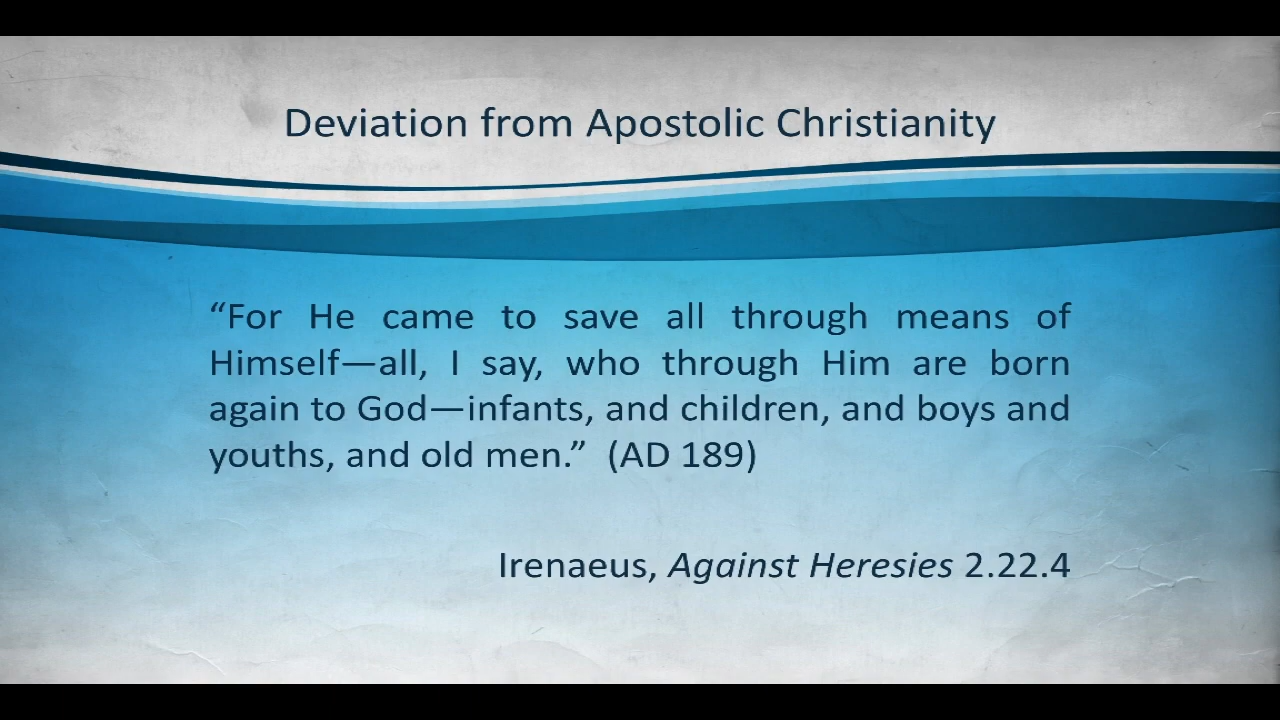 Deviation from Apostolic Christianity
“For He came to save all through means of
Himself—all, I say, who through Him are born
again to God—infants, and children, and boys and
youths, and old men.” (AD 189)
Irenaeus, Against Heresies 2.22.4